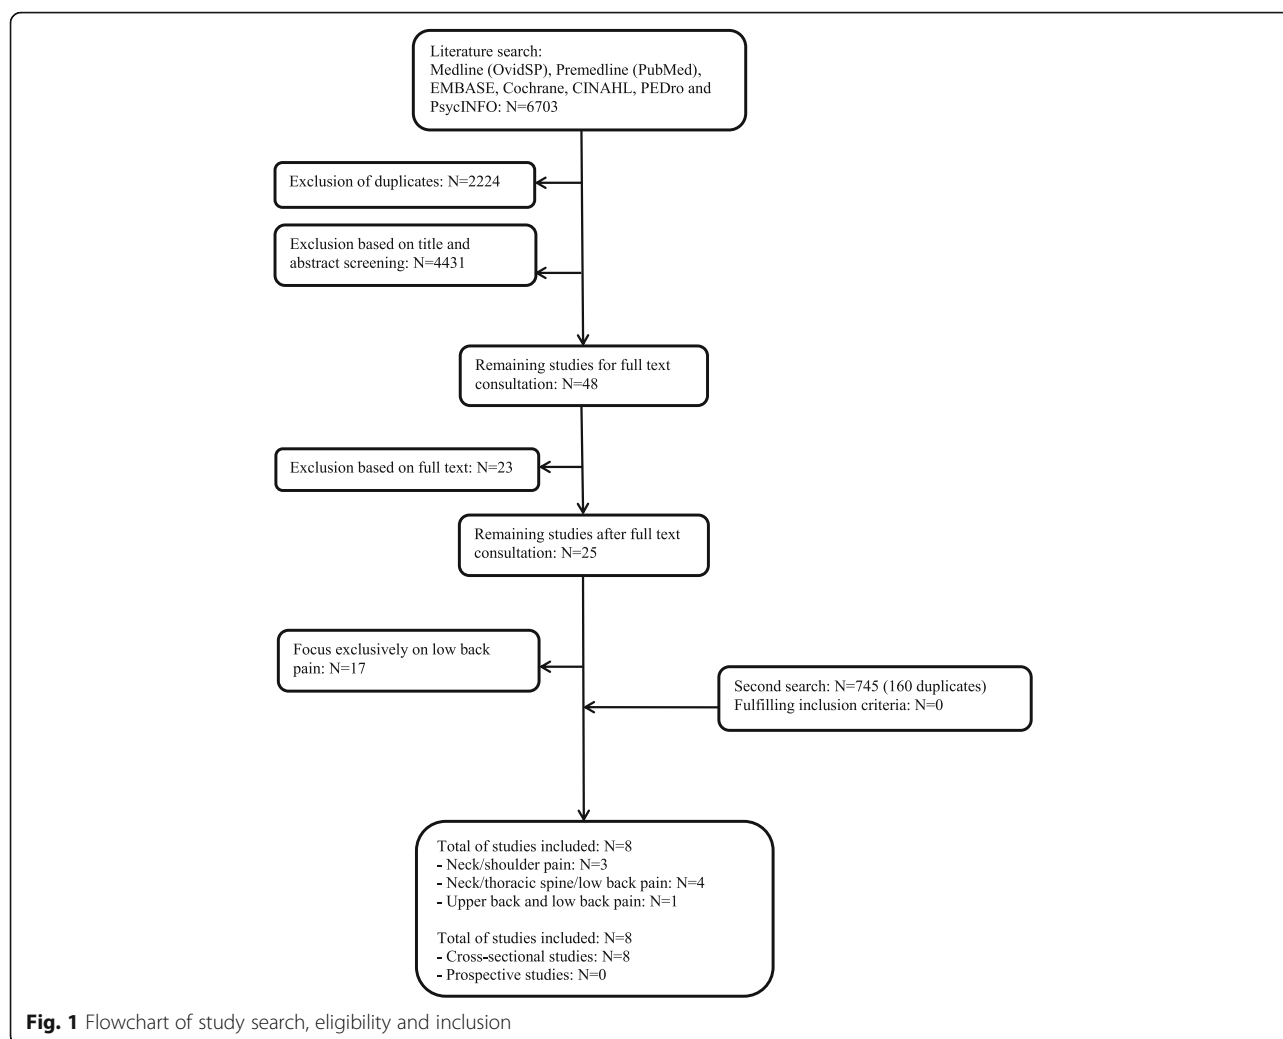 Literature search:
Medline (OvidSP), Premedline (PubMed),
EMBASE, Cochrane, CINAHL, PEDro and
PsycINFO: N=6703
Exclusion of duplicates: N=2224
Exclusion based on title and
abstract screening: N=4431
Remaining studies for full text
consultation: N=48
Exclusion based on full text: N=23
Remaining studies after full text
consultation: N=25
Focus exclusively on low back
pain: N=17
Second search: N=745 (160 duplicates)
Fulfilling inclusion criteria: N=0
Total of studies included: N=8
- Neck/shoulder pain: N=3
- Neck/thoracic spine/low back pain: N=4
- Upper back and low back pain: N=1
Total of studies included: N=8
- Cross-sectional studies: N=8
- Prospective studies: N=0
Fig. 1 Flowchart of study search, eligibility and inclusion